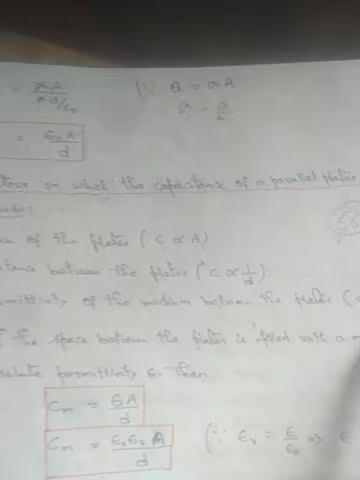 = σA / σd/ε₀ (∵ Q = σA
σ = Q/A
= ε₀A / d
on which the capacitance of a parallel plates
of the plates (C ∝ A)
between the plates (C ∝ 1/d)
of the medium between the plates (
the space between the plates is filled with a
permittivity ε. Then
Cₘ = εA / d
Cₘ = ε₀εᵣA / d (∵ εᵣ = ε/ε₀ ⇒ ε